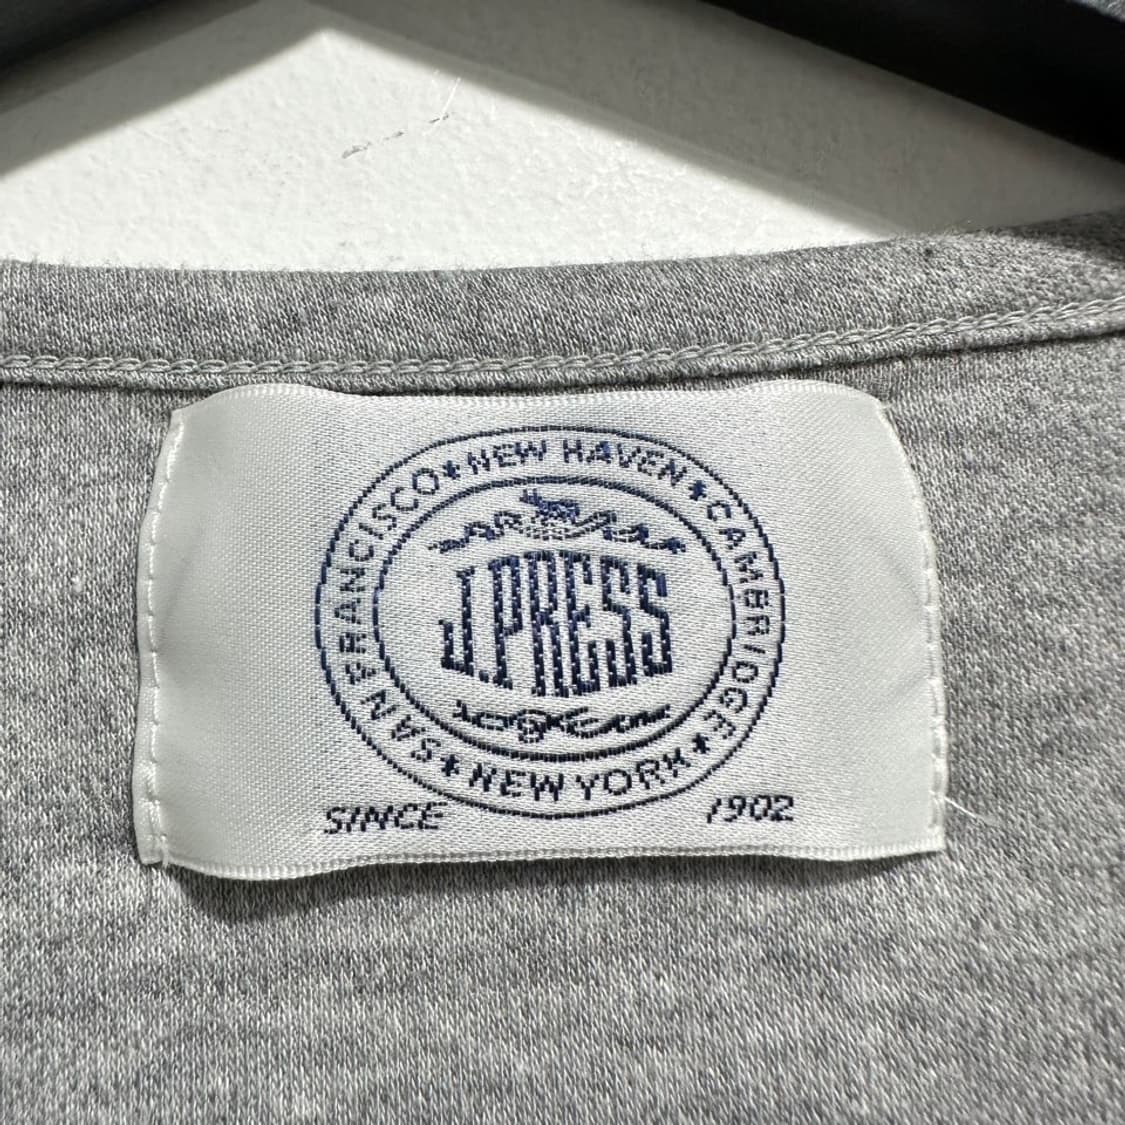 SAN FRANCISCO ★ NEW HAVEN ★ CAMBRIDGE ★ NEW YORK ★
J.PRESS
SINCE 1902